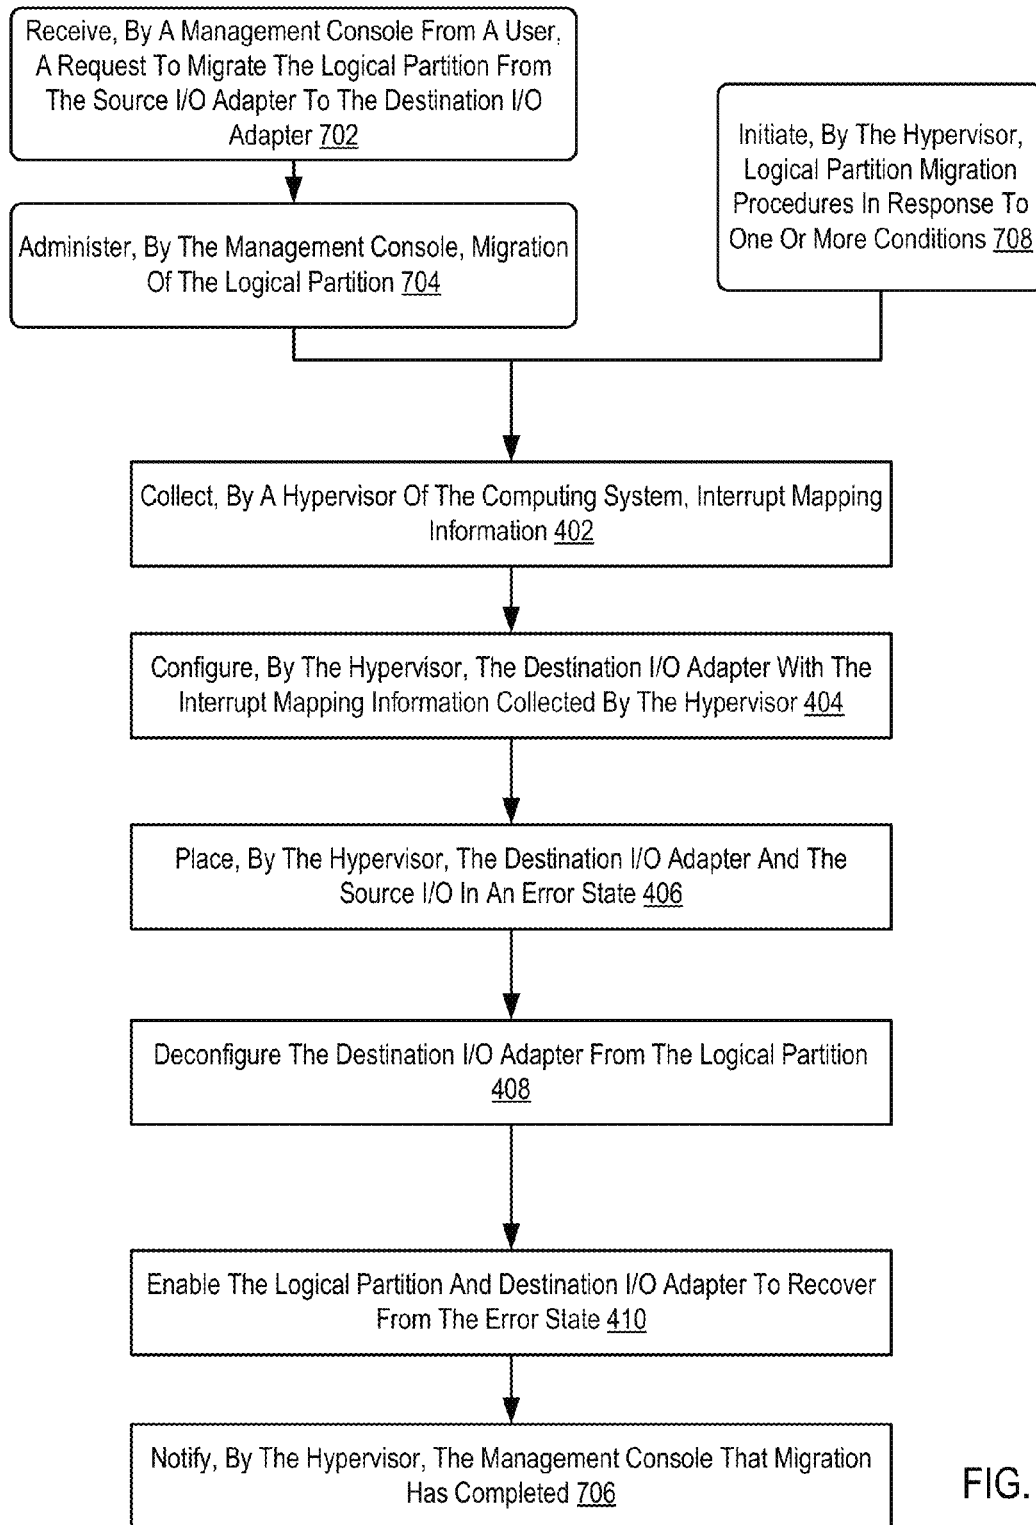 Receive, By A Management Console From A User,
A Request To Migrate The Logical Partition From
The Source I/O Adapter To The Destination I/O
Adapter 702
Administer, By The Management Console, Migration
Of The Logical Partition 704
Initiate, By The Hypervisor,
Logical Partition Migration
Procedures In Response To
One Or More Conditions 708
Collect, By A Hypervisor Of The Computing System, Interrupt Mapping
Information 402
Configure, By The Hypervisor, The Destination I/O Adapter With The
Interrupt Mapping Information Collected By The Hypervisor 404
Place, By The Hypervisor, The Destination I/O Adapter And The
Source I/O In An Error State 406
Deconfigure The Destination I/O Adapter From The Logical Partition
408
Enable The Logical Partition And Destination I/O Adapter To Recover
From The Error State 410
Notify, By The Hypervisor, The Management Console That Migration
Has Completed 706
FIG.